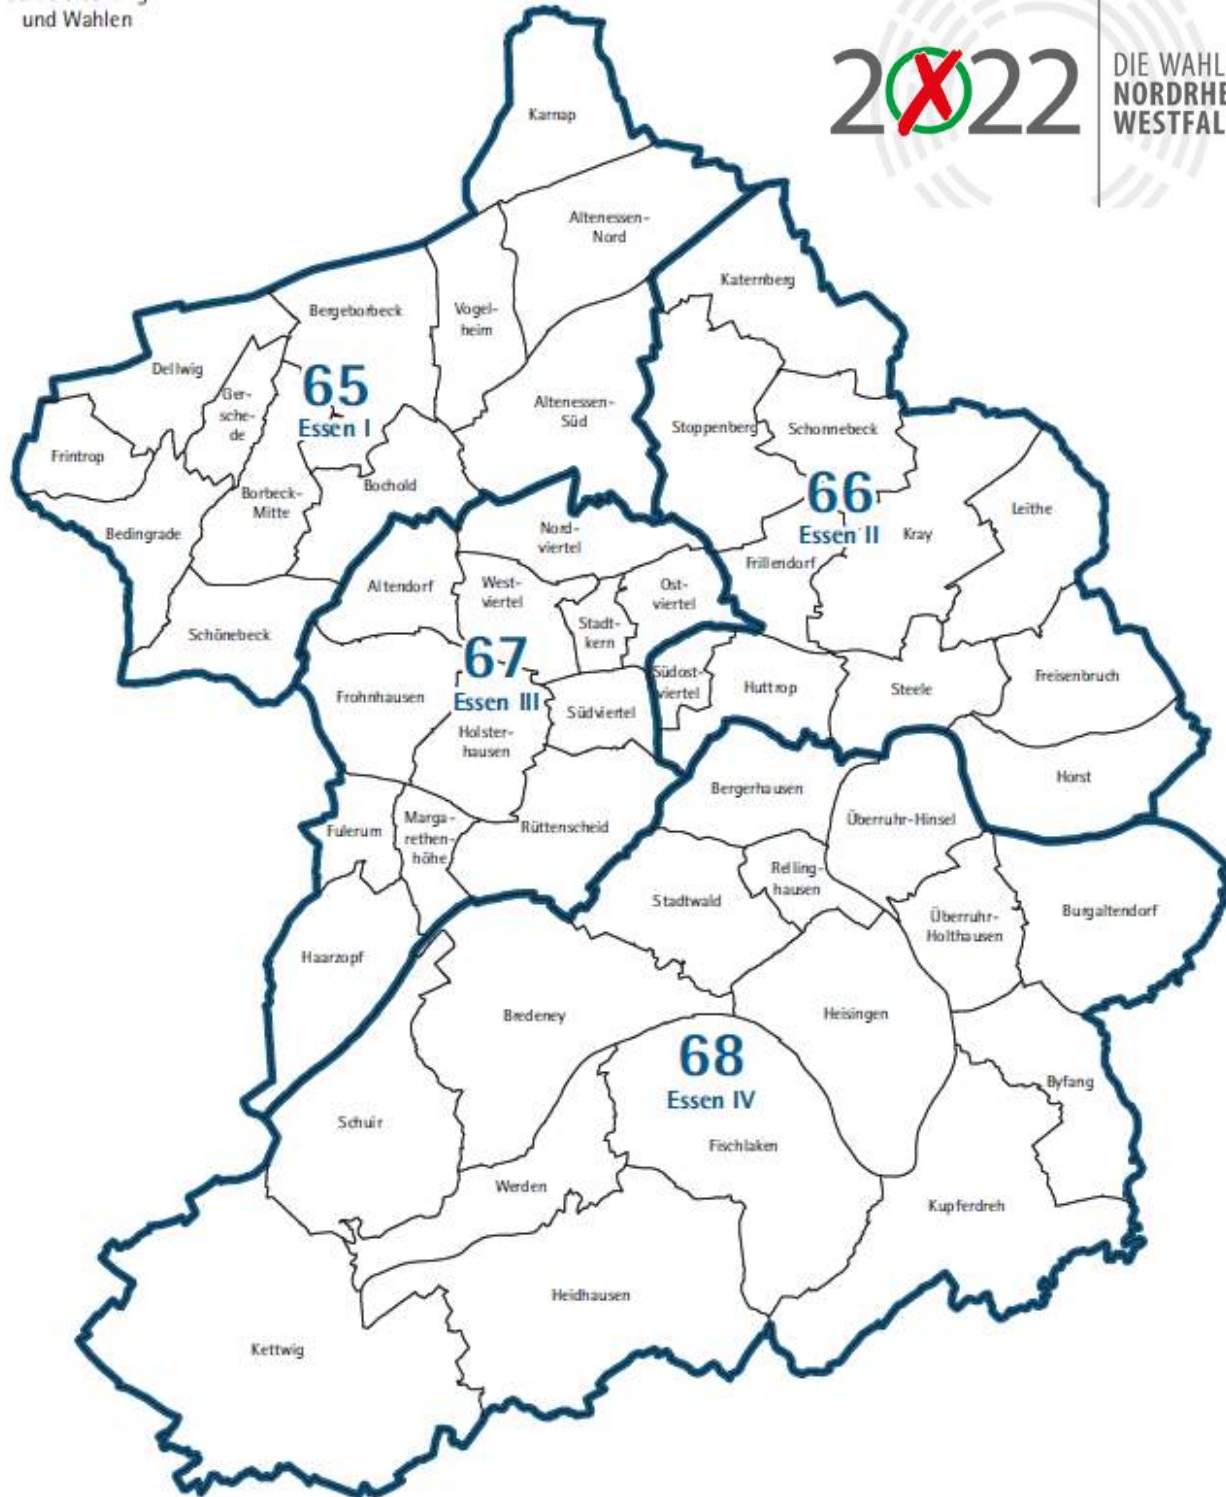 und Wahlen
2022
DIE WAHL
NORDRHE
WESTFAL
Karnap
Altenessen-
Nord
Katernberg
Bergeborbeck
Vogel-
heim
Dellwig
Ger-
sche-
de
65
Essen I
Altenessen-
Süd
Stoppenberg
Schonnebeck
Frintrop
Borbeck-
Mitte
Bochold
66
Essen II
Leithe
Bedingrade
Nord-
viertel
Kray
Frillendorf
Altendorf
West-
viertel
Ost-
viertel
Stadt-
kern
Schönebeck
67
Essen III
Frohnhausen
Südviertel
Südost-
viertel
Huttrop
Steele
Freisenbruch
Holster-
hausen
Horst
Bergerhausen
Fulerum
Marga-
rethen-
höhe
Rüttenscheid
Überruhr-Hinsel
Relling-
hausen
Stadtwald
Überruhr-
Holthausen
Burgaltendorf
Haarzopf
Bredeney
Heisingen
68
Essen IV
Byfang
Schuir
Fischlaken
Werden
Kupferdreh
Heidhausen
Kettwig